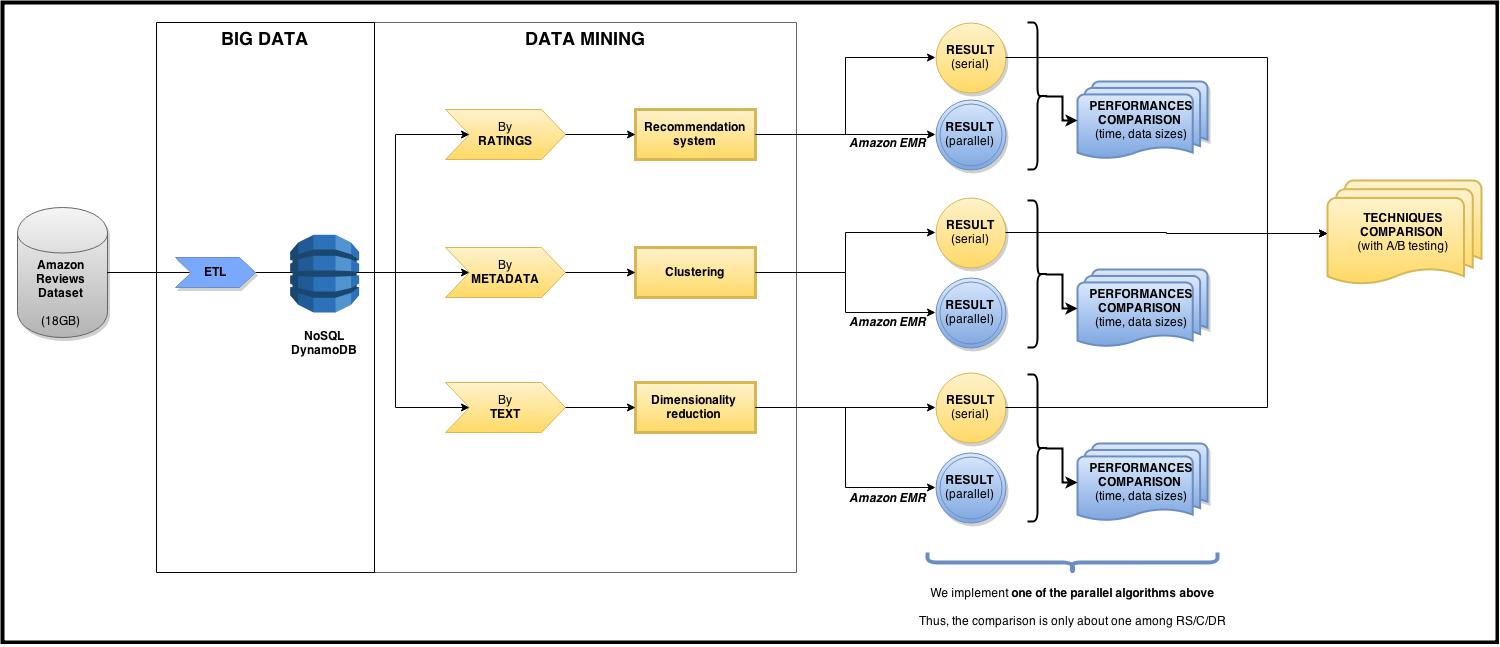 BIG DATA
DATA MINING
Amazon
Reviews
Dataset
(18GB)
ETL
NoSQL
DynamoDB
By
RATINGS
Recommendation
system
By
METADATA
Clustering
By
TEXT
Dimensionality
reduction
RESULT
(serial)
Amazon EMR
RESULT
(parallel)
PERFORMANCES
COMPARISON
(time, data sizes)
RESULT
(serial)
Amazon EMR
RESULT
(parallel)
PERFORMANCES
COMPARISON
(time, data sizes)
RESULT
(serial)
Amazon EMR
RESULT
(parallel)
PERFORMANCES
COMPARISON
(time, data sizes)
TECHNIQUES
COMPARISON
(with A/B testing)
We implement one of the parallel algorithms above
Thus, the comparison is only about one among RS/C/DR